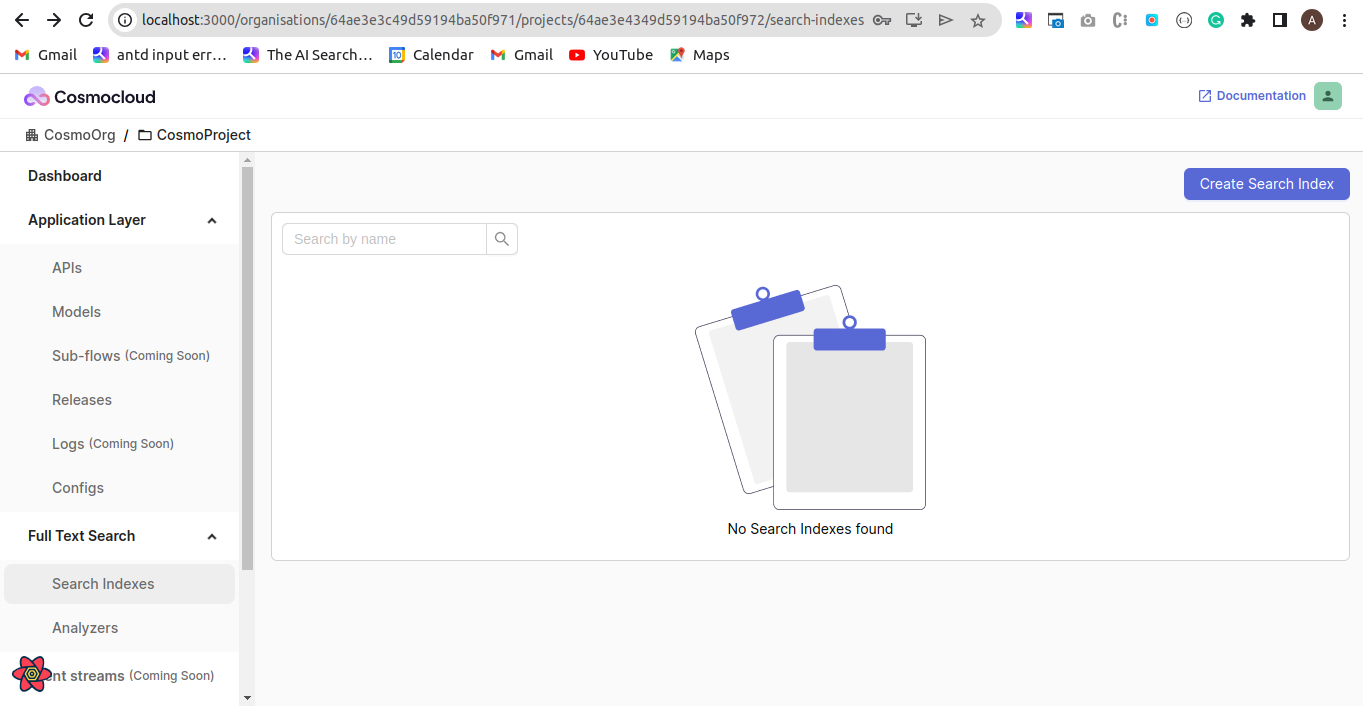 localhost:3000/organisations/64ae3e3c49d59194ba50f971/projects/64ae3e4349d59194ba50f972/search-indexes
A
Gmail antd input err... The AI Search... Calendar Gmail YouTube Maps
Cosmocloud
Documentation
CosmoOrg / CosmoProject
Dashboard
Create Search Index
Application Layer
Search by name
APIs
Models
Sub-flows (Coming Soon)
Releases
Logs (Coming Soon)
Configs
No Search Indexes found
Full Text Search
Search Indexes
Analyzers
nt streams (Coming Soon)